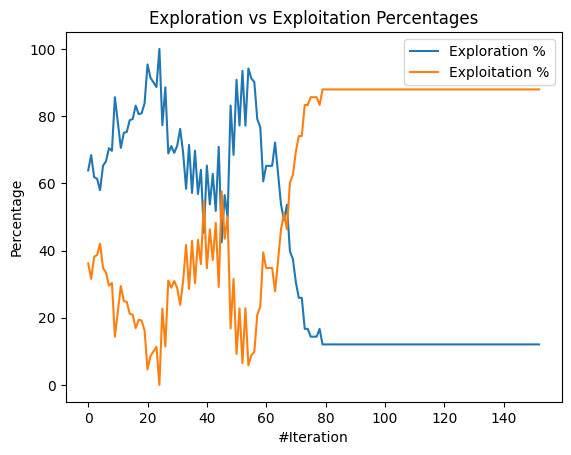 Exploration vs Exploitation Percentages
Exploration %
Exploitation %
Percentage
100
80
60
40
20
0
0 20 40 60 80 100 120 140
#Iteration